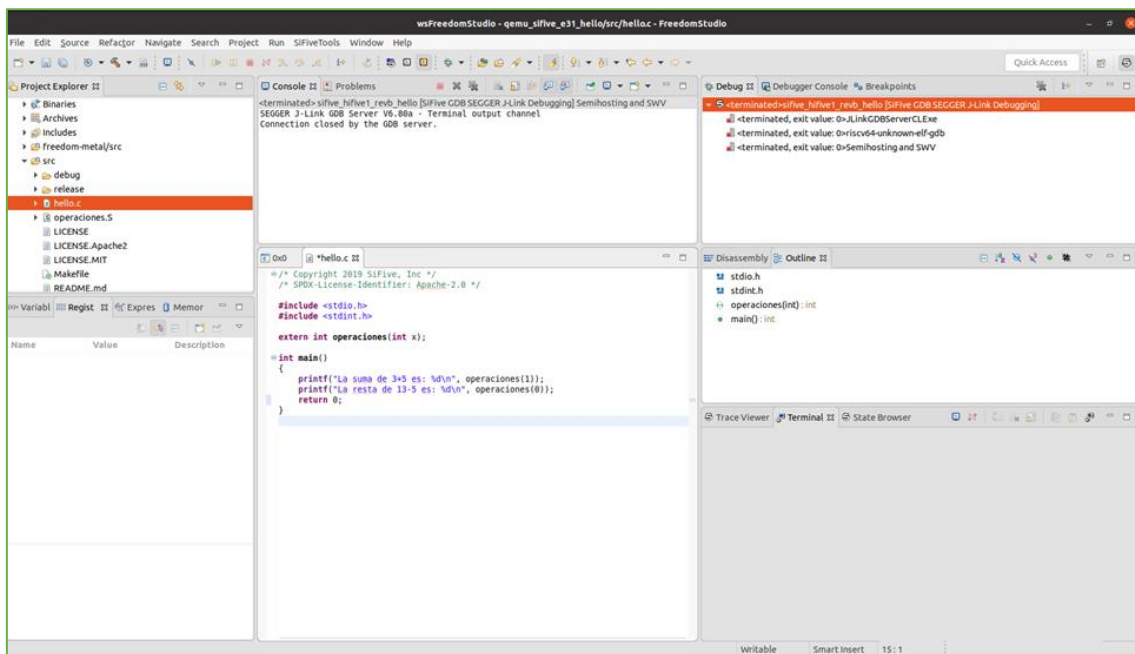 wsFreedomStudio - qemu_sifive_e31_hello/src/hello.c - FreedomStudio
File Edit Source Refactor Navigate Search Project Run SiFiveTools Window Help
Quick Access
Project Explorer
Binaries
Archives
Includes
freedom-metal/src
src
debug
release
hello.c
operaciones.S
LICENSE
LICENSE.Apache2
LICENSE.MIT
Makefile
README.md
Variabl Regist Expres Memor
Name Value Description
Console Problems
<terminated> sifive_hifive1_revb_hello [SiFive GDB SEGGER J-Link Debugging] Semihosting and SWV
SEGGER J-Link GDB Server V6.80a - Terminal output channel
Connection closed by the GDB server.
0x0 *hello.c
/* Copyright 2019 SiFive, Inc */
/* SPDX-License-Identifier: Apache-2.0 */
#include <stdio.h>
#include <stdint.h>
extern int operaciones(int x);
int main()
{
printf("La suma de 3+5 es: %d\n", operaciones(1));
printf("La resta de 13-5 es: %d\n", operaciones(0));
return 0;
}
Debug Debugger Console Breakpoints
<terminated>sifive_hifive1_revb_hello [SiFive GDB SEGGER J-Link Debugging]
<terminated, exit value: 0>JLinkGDBServerCLExe
<terminated, exit value: 0>riscv64-unknown-elf-gdb
<terminated, exit value: 0>Semihosting and SWV
Disassembly Outline
stdio.h
stdint.h
operaciones(int) : int
main() : int
Trace Viewer Terminal State Browser
Writable Smart Insert 15 : 1